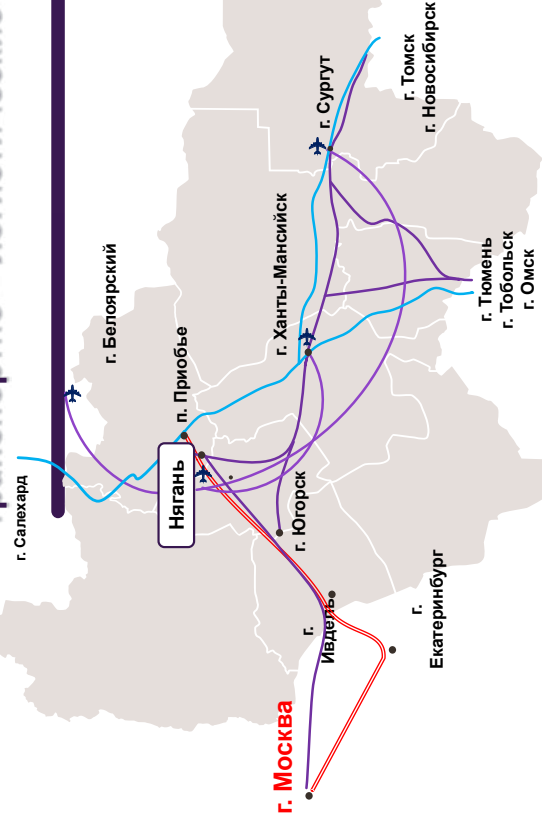 г. Салехард
г. Белоярский
п. Приобье
Нягань
г. Ханты-Мансийск
г. Сургут
г. Томск
г. Новосибирск
г. Югорск
г. Тюмень
г. Тобольск
г. Омск
г.
Ивдель
г.
Екатеринбург
г. Москва